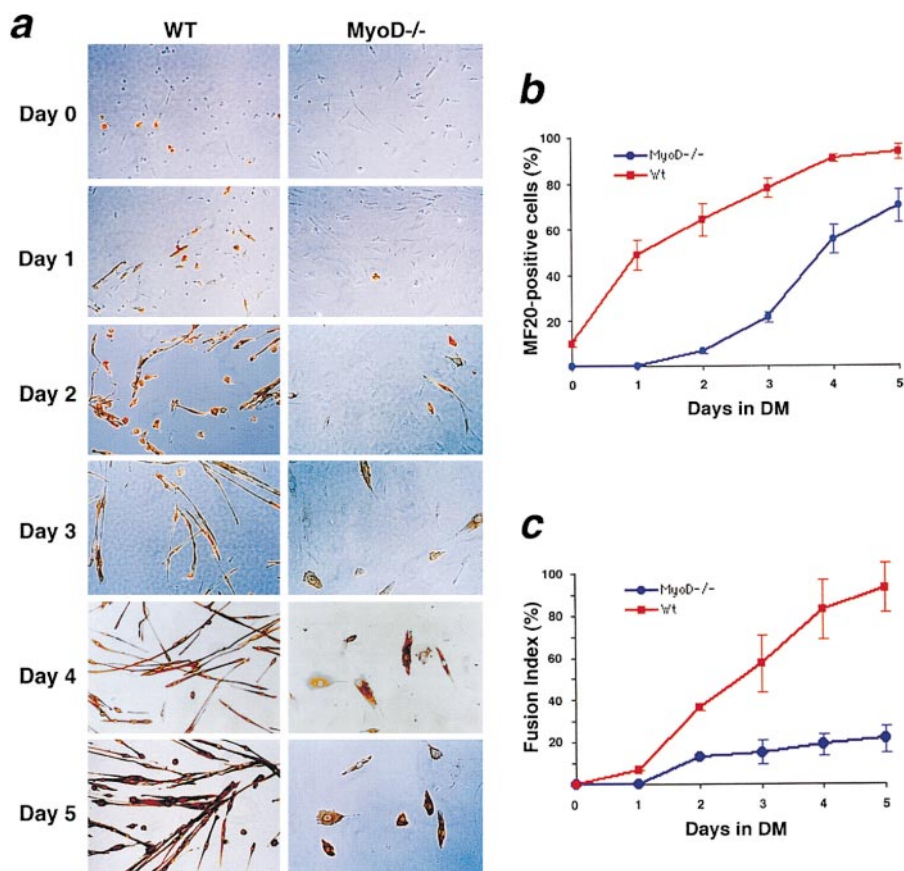 a
WT MyoD-/-
Day 0
Day 1
Day 2
Day 3
Day 4
Day 5
b
MF20-positive cells (%)
100
80
60
40
20
MyoD-/-
Wt
0 1 2 3 4 5
Days in DM
c
Fusion Index (%)
100
80
60
40
20
MyoD-/-
Wt
0 1 2 3 4 5
Days in DM